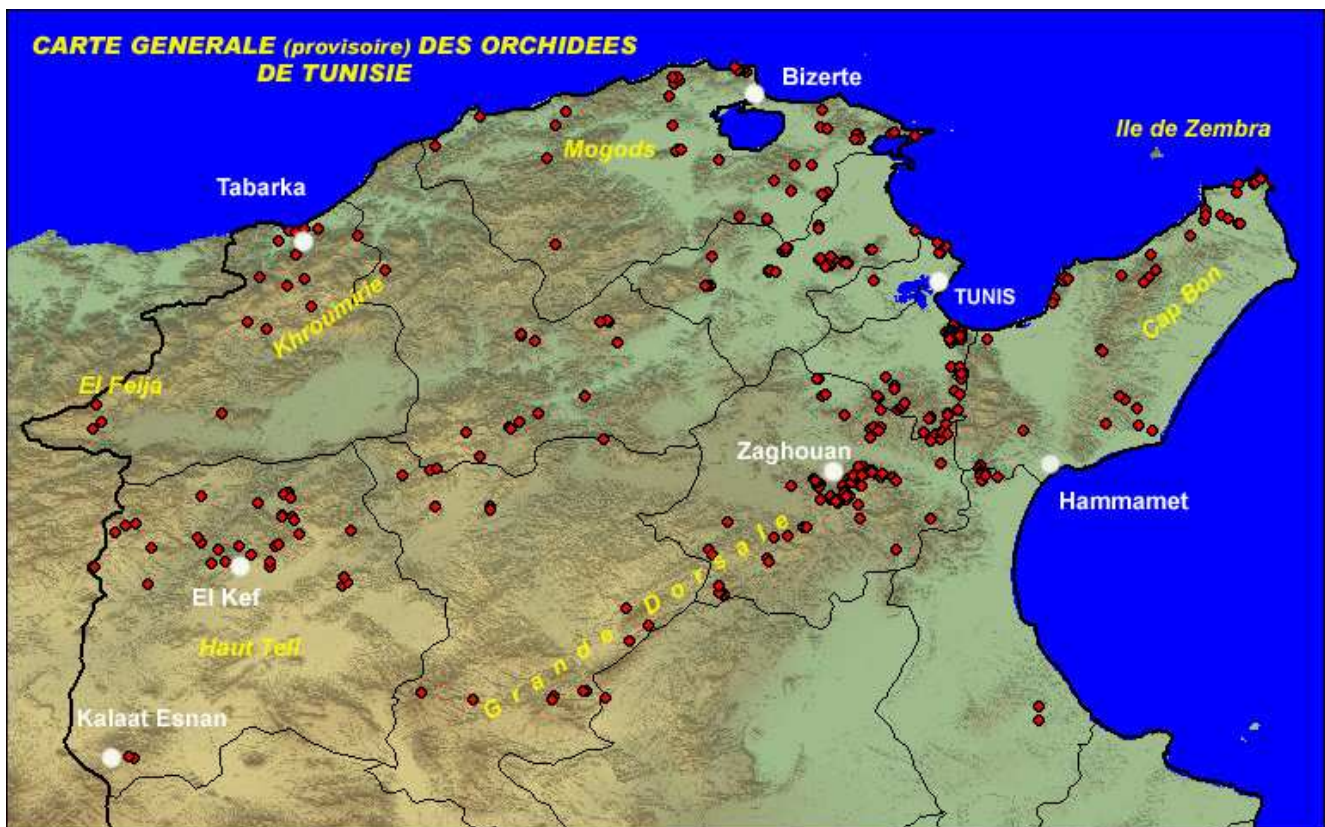 CARTE GENERALE (provisoire) DES ORCHIDEES
DE TUNISIE
Bizerte
Ile de Zembra
Mogods
Tabarka
TUNIS
Khroumirie
Cap Bon
El Feija
Zaghouan
Hammamet
El Kef
Grande Dorsale
Haut Tell
Kalaat Esnan